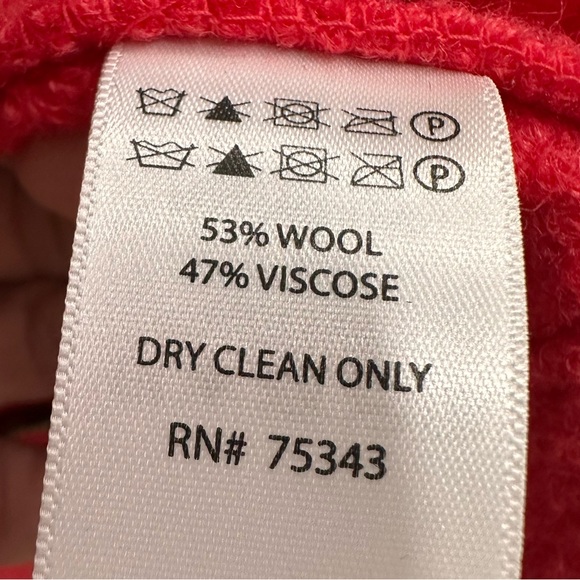 P
P
53% WOOL
47% VISCOSE
DRY CLEAN ONLY
RN# 75343